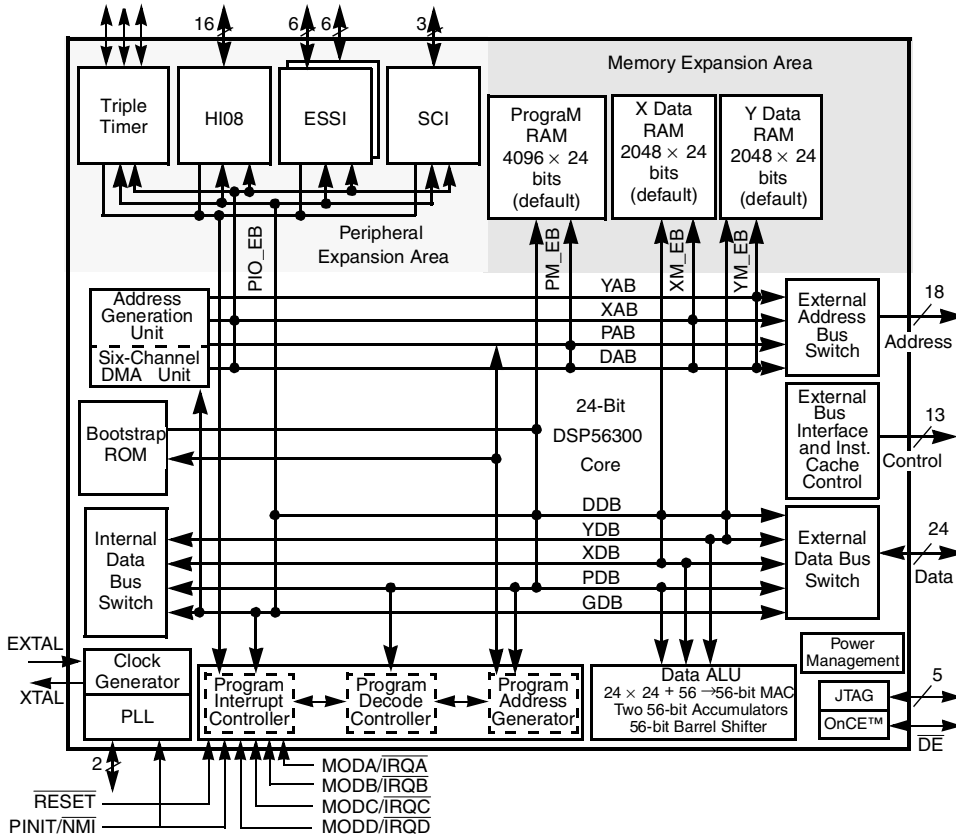 16
6
6
3
Memory Expansion Area
Triple
Timer
HI08
ESSI
SCI
PrograM
RAM
4096 × 24
bits
(default)
X Data
RAM
2048 × 24
bits
(default)
Y Data
RAM
2048 × 24
bits
(default)
Peripheral
Expansion Area
PIO_EB
PM_EB
XM_EB
YM_EB
Address
Generation
Unit
Six-Channel
DMA Unit
YAB
XAB
PAB
DAB
External
Address
Bus
Switch
18
Address
Bootstrap
ROM
24-Bit
DSP56300
Core
External
Bus
Interface
and Inst.
Cache
Control
13
Control
Internal
Data
Bus
Switch
DDB
YDB
XDB
PDB
GDB
External
Data Bus
Switch
24
Data
EXTAL
XTAL
Clock
Generator
PLL
2
Program
Interrupt
Controller
Program
Decode
Controller
Program
Address
Generator
Data ALU
24 × 24 + 56 →56-bit MAC
Two 56-bit Accumulators
56-bit Barrel Shifter
Power
Management
JTAG
OnCE™
5
DE
RESET
PINIT/NMI
MODA/IRQA
MODB/IRQB
MODC/IRQC
MODD/IRQD